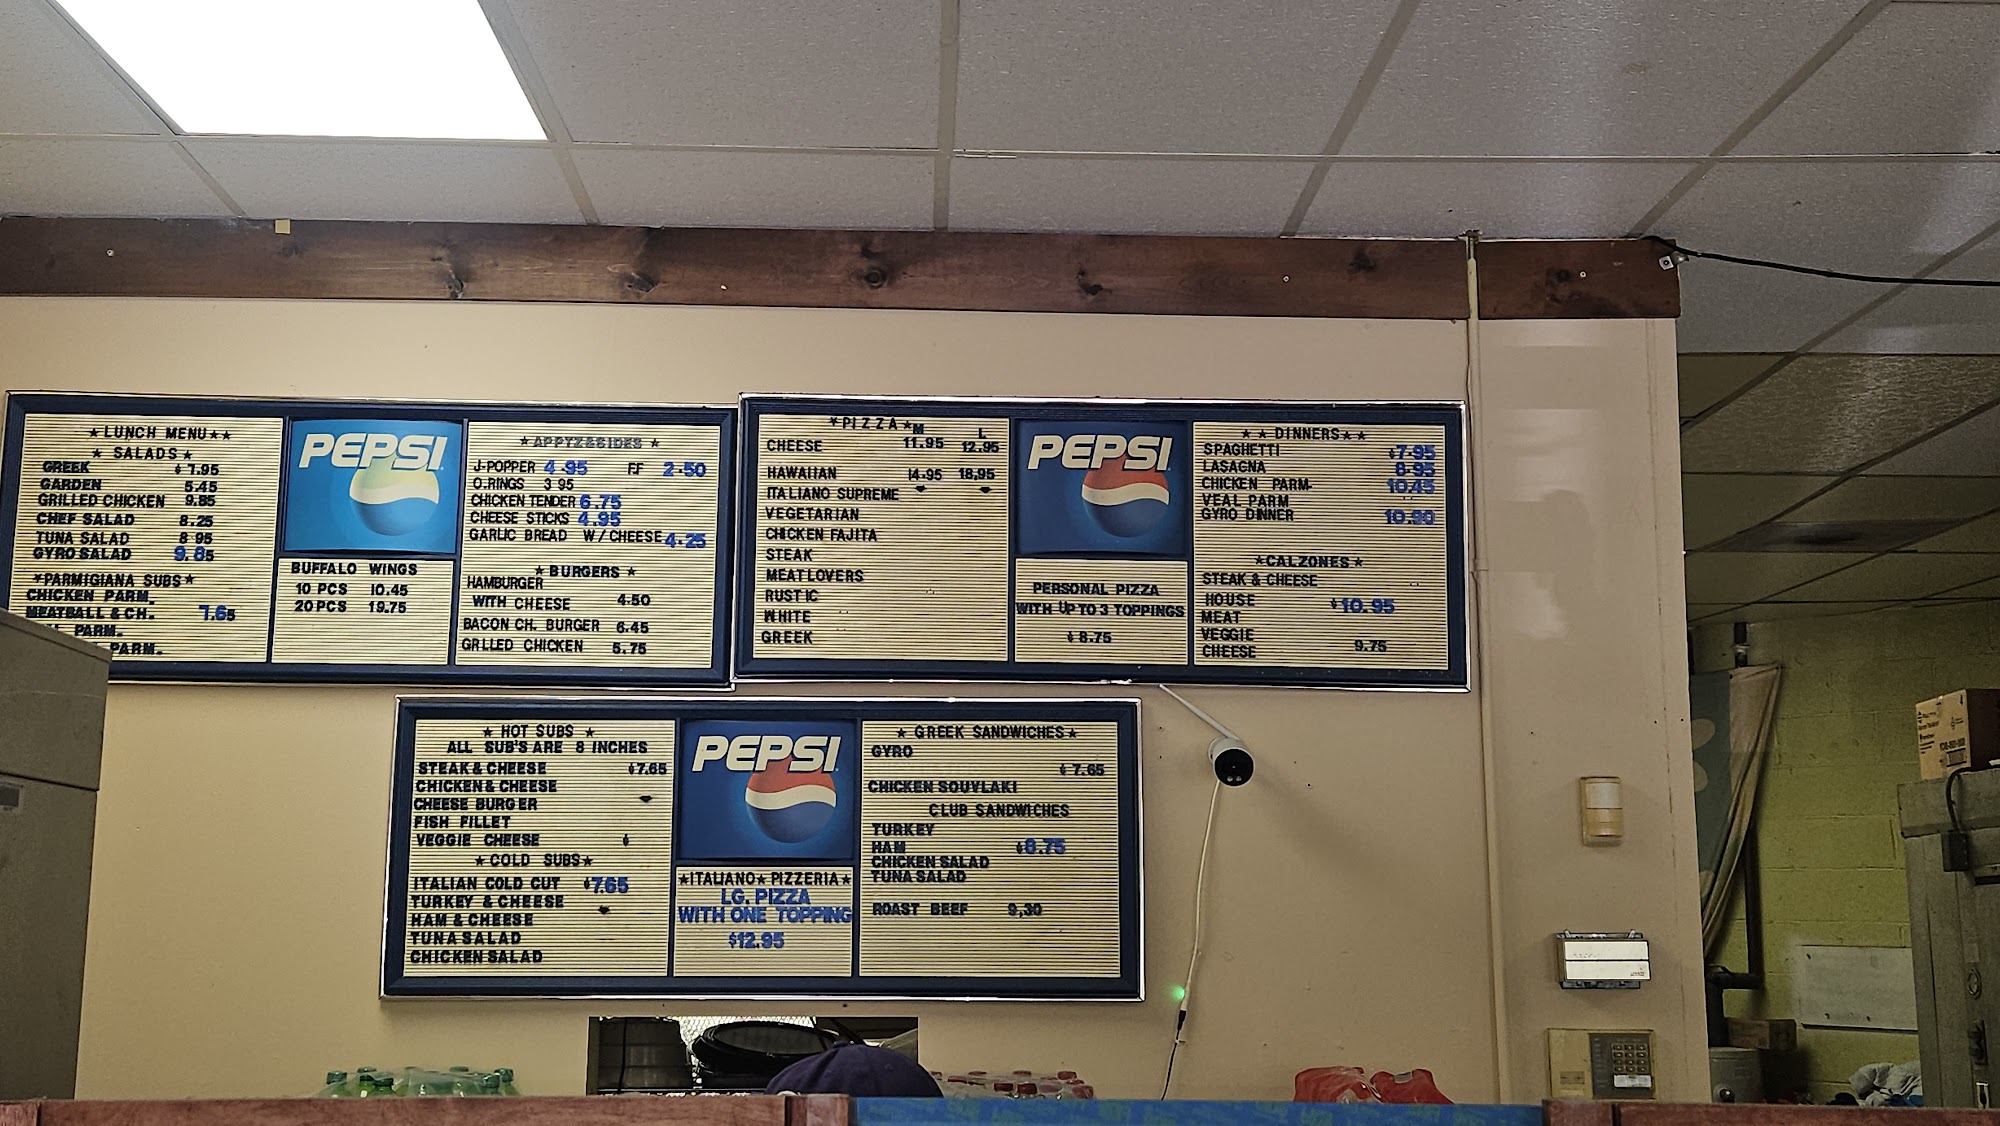 ★LUNCH MENU★★
★ SALADS★
GREEK $ 7.95
GARDEN 5.45
GRILLED CHICKEN 9.85
CHEF SALAD 8.25
TUNA SALAD 8 95
GYRO SALAD 9.85
★PARMIGIANA SUBS★
CHICKEN PARM.
MEATBALL & CH. 7.65
PARM.
PARM.
PEPSI
BUFFALO WINGS
10 PCS 10.45
20 PCS 19.75
★APPTZ&SIDES ★
J-POPPER 4.95 FF 2.50
O.RINGS 3 95
CHICKEN TENDER 6.75
CHEESE STICKS 4.95
GARLIC BREAD W/CHEESE 4.25
★BURGERS ★
HAMBURGER
WITH CHEESE 4.50
BACON CH. BURGER 6.45
GRLLED CHICKEN 5.75
★PIZZA★ M L
CHEESE 11.95 12.95
HAWAIIAN 14.95 18.95
ITALIANO SUPREME
VEGETARIAN
CHICKEN FAJITA
STEAK
MEATLOVERS
RUSTIC
WHITE
GREEK
PEPSI
PERSONAL PIZZA
WITH UP TO 3 TOPPINGS
$ 8.75
★ ★ DINNERS★ ★
SPAGHETTI $7.95
LASAGNA 8.95
CHICKEN PARM- 10.45
VEAL PARM
GYRO DINNER 10.90
★CALZONES★
STEAK & CHEESE
HOUSE $10.95
MEAT
VEGGIE
CHEESE 9.75
★ HOT SUBS ★
ALL SUB'S ARE 8 INCHES
STEAK & CHEESE $7.65
CHICKEN & CHEESE
CHEESE BURGER
FISH FILLET
VEGGIE CHEESE $
★COLD SUBS★
ITALIAN COLD CUT $7.65
TURKEY & CHEESE
HAM & CHEESE
TUNA SALAD
CHICKEN SALAD
PEPSI
★ITALIANO★ PIZZERIA★
LG. PIZZA
WITH ONE TOPPING
$12.95
★ GREEK SANDWICHES★
GYRO
$ 7.65
CHICKEN SOUVLAKI
CLUB SANDWICHES
TURKEY
HAM $8.75
CHICKEN SALAD
TUNA SALAD
ROAST BEEF 9,30